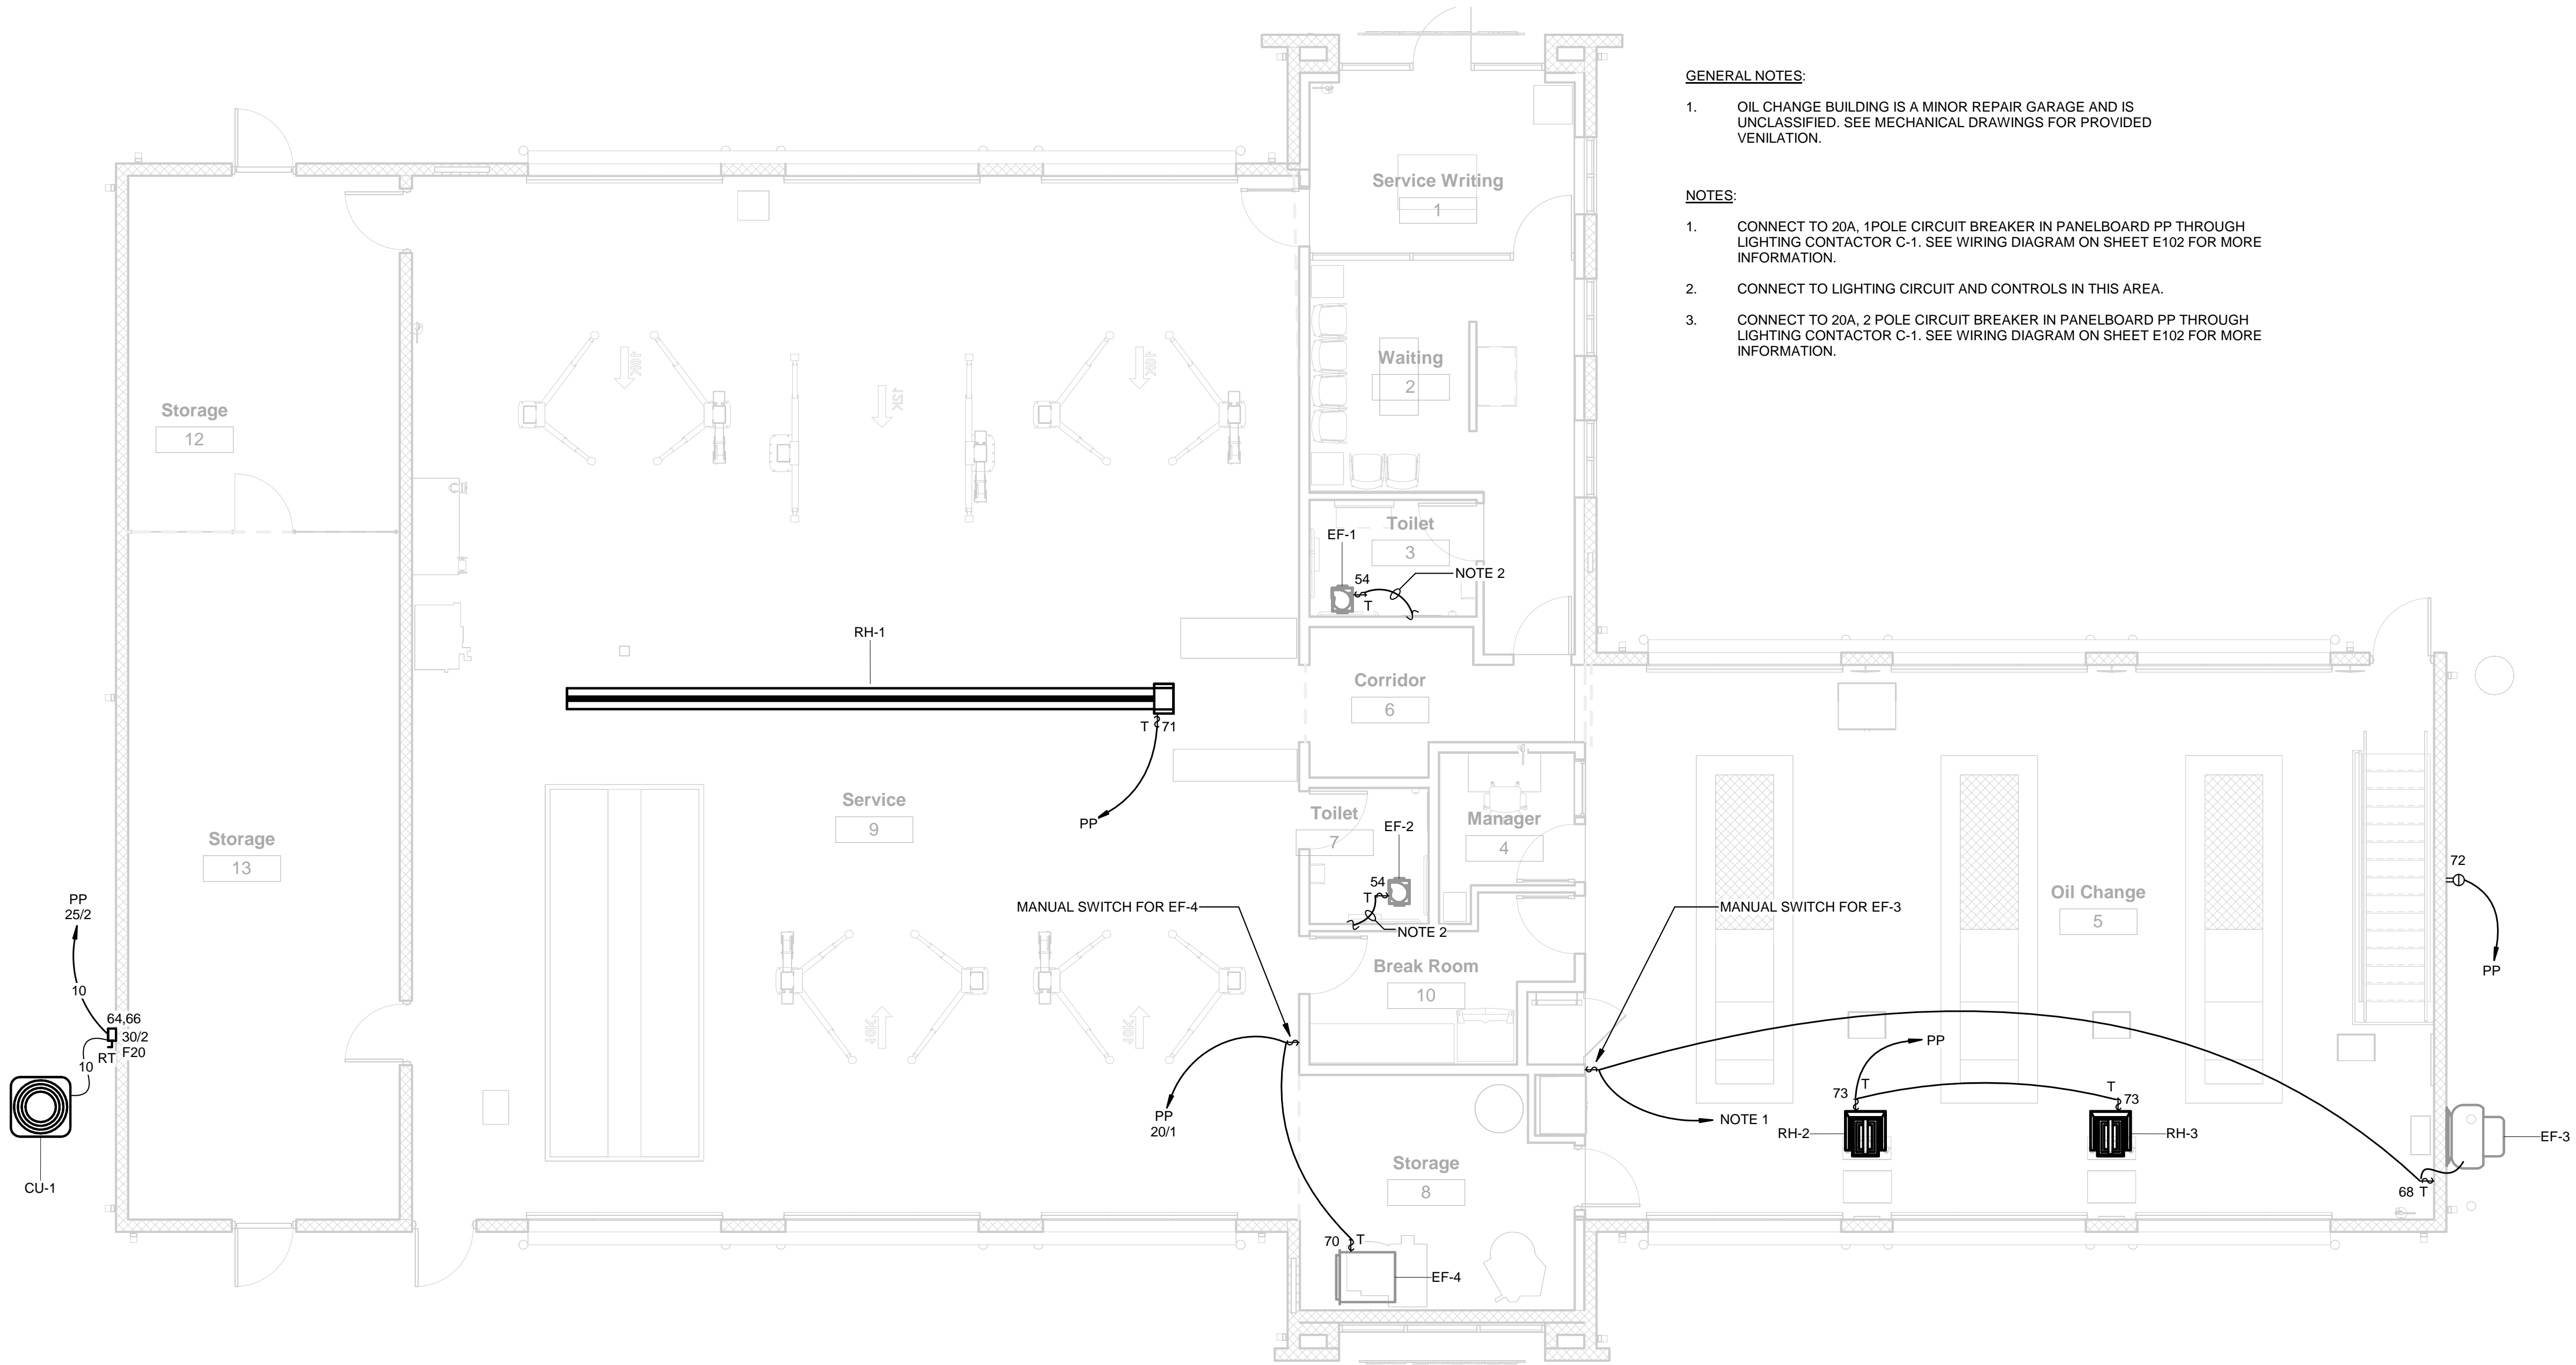 GENERAL NOTES:
1. OIL CHANGE BUILDING IS A MINOR REPAIR GARAGE AND IS
UNCLASSIFIED. SEE MECHANICAL DRAWINGS FOR PROVIDED
VENILATION.
NOTES:
1. CONNECT TO 20A, 1POLE CIRCUIT BREAKER IN PANELBOARD PP THROUGH
LIGHTING CONTACTOR C-1. SEE WIRING DIAGRAM ON SHEET E102 FOR MORE
INFORMATION.
2. CONNECT TO LIGHTING CIRCUIT AND CONTROLS IN THIS AREA.
3. CONNECT TO 20A, 2 POLE CIRCUIT BREAKER IN PANELBOARD PP THROUGH
LIGHTING CONTACTOR C-1. SEE WIRING DIAGRAM ON SHEET E102 FOR MORE
INFORMATION.
Service Writing
1
Waiting
2
10K
12K
10K
Storage
12
Toilet
3
EF-1
54
T
NOTE 2
RH-1
T 71
PP
Corridor
6
Service
9
Storage
13
Toilet
7
EF-2
54
T
NOTE 2
Manager
4
MANUAL SWITCH FOR EF-4
MANUAL SWITCH FOR EF-3
Oil Change
5
72
PP
PP
25/2
10
64,66
30/2
F20
RT
10
CU-1
Break Room
10
10K
10K
PP
20/1
PP
T
73
T
73
NOTE 1
RH-2
RH-3
EF-3
68 T
Storage
8
70 T
EF-4